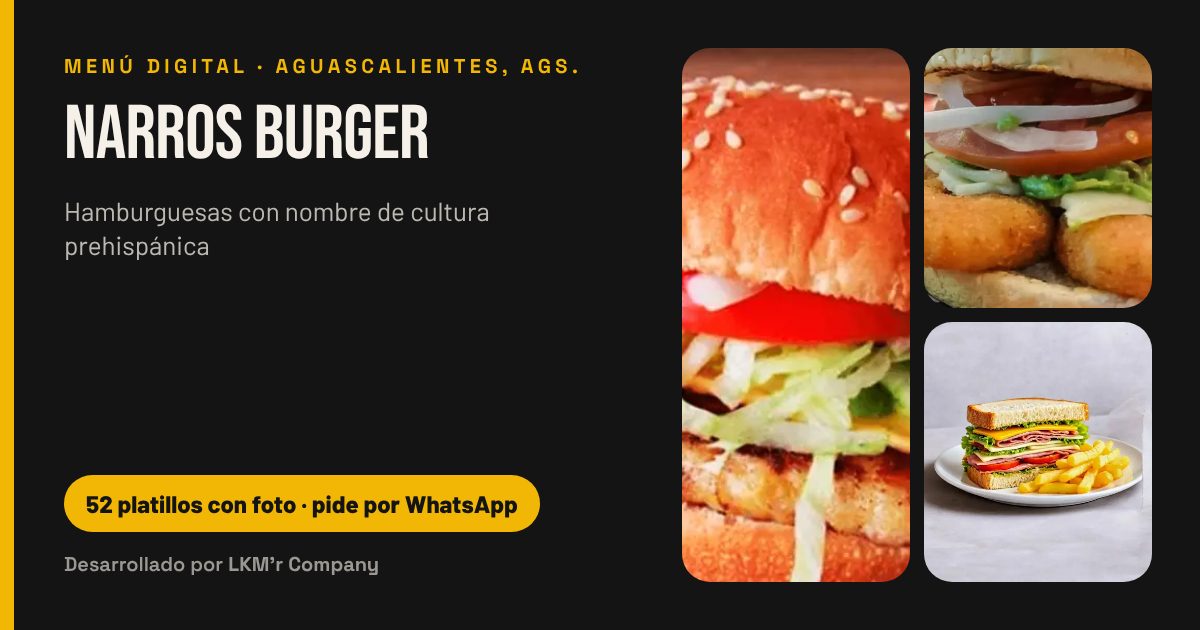 MENÚ DIGITAL · AGUASCALIENTES, AGS.
NARROS BURGER
Hamburguesas con nombre de cultura
prehispánica
52 platillos con foto · pide por WhatsApp
Desarrollado por LKM’r Company